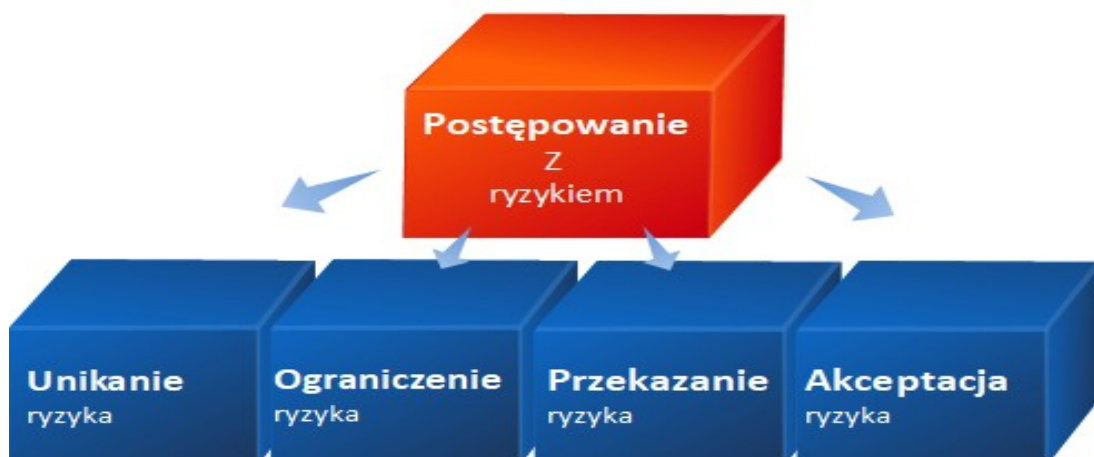 Postępowanie
Z
ryzykiem
Unikanie
ryzyka
Ograniczenie
ryzyka
Przekazanie
ryzyka
Akceptacja
ryzyka